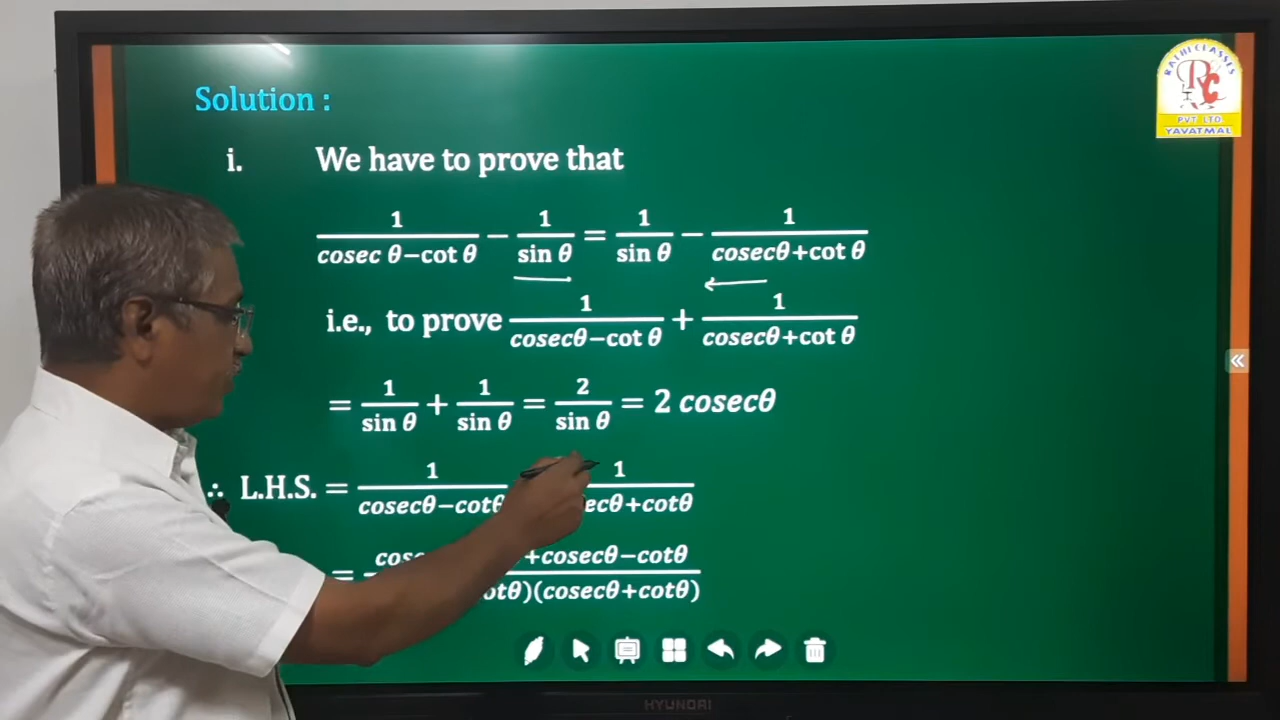 RATHI CLASSES
RC
PVT. LTD.
YAVATMAL
Solution :
i. We have to prove that
1/(cosec θ−cot θ) − 1/(sin θ) = 1/(sin θ) − 1/(cosecθ+cot θ)
i.e., to prove 1/(cosecθ−cot θ) + 1/(cosecθ+cot θ)
= 1/(sin θ) + 1/(sin θ) = 2/(sin θ) = 2 cosecθ
∴ L.H.S. = 1/(cosecθ−cotθ 1/(ecθ+cotθ)
= +cosecθ−cotθ / )(cosecθ+cotθ)
HYUNDRI